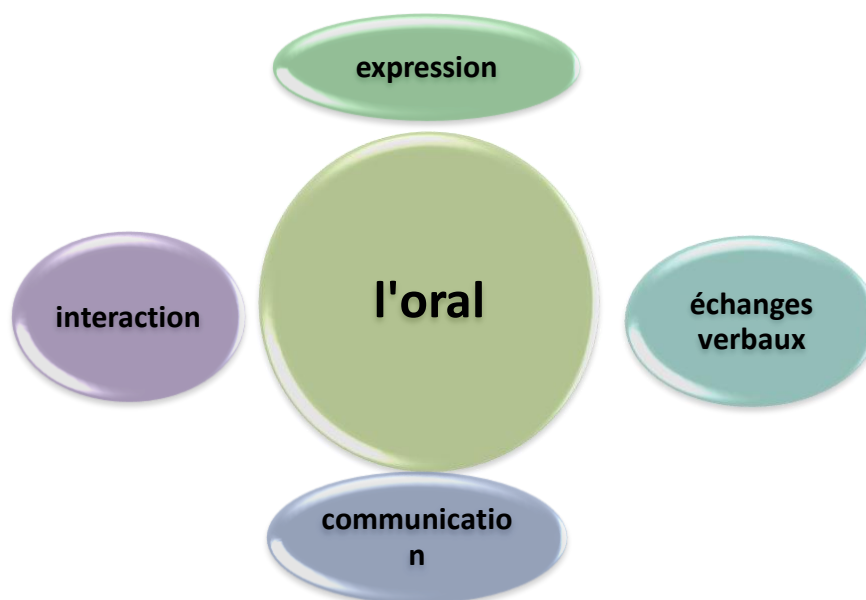 expression
l'oral
interaction
échanges
verbaux
communicatio
n